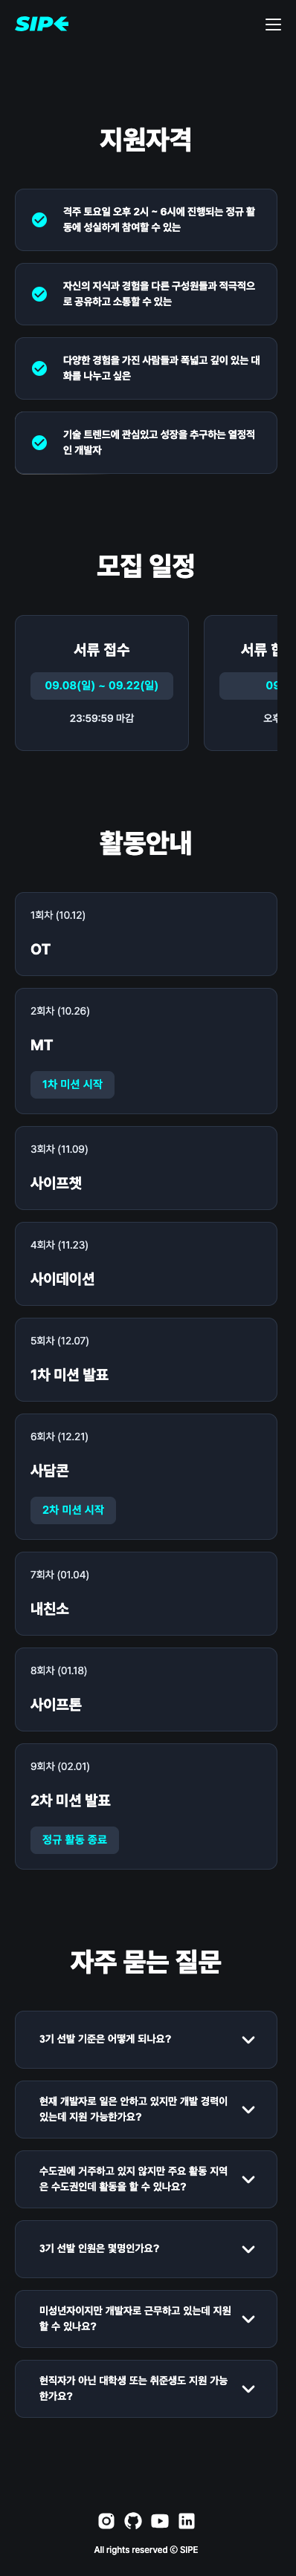 SIPE
지원자격
격주 토요일 오후 2시 ~ 6시에 진행되는 정규 활
동에 성실하게 참여할 수 있는
자신의 지식과 경험을 다른 구성원들과 적극적으
로 공유하고 소통할 수 있는
다양한 경험을 가진 사람들과 폭넓고 깊이 있는 대
화를 나누고 싶은
기술 트렌드에 관심있고 성장을 추구하는 열정적
인 개발자
모집 일정
서류 접수
09.08(일) ~ 09.22(일)
23:59:59 마감
서류
활동안내
1회차 (10.12)
OT
2회차 (10.26)
MT
1차 미션 시작
3회차 (11.09)
사이프챗
4회차 (11.23)
사이데이션
5회차 (12.07)
1차 미션 발표
6회차 (12.21)
사담콘
2차 미션 시작
7회차 (01.04)
내친소
8회차 (01.18)
사이프톤
9회차 (02.01)
2차 미션 발표
정규 활동 종료
자주 묻는 질문
3기 선발 기준은 어떻게 되나요?
현재 개발자로 일은 안하고 있지만 개발 경력이
있는데 지원 가능한가요?
수도권에 거주하고 있지 않지만 주요 활동 지역
은 수도권인데 활동을 할 수 있나요?
3기 선발 인원은 몇명인가요?
미성년자이지만 개발자로 근무하고 있는데 지원
할 수 있나요?
현직자가 아닌 대학생 또는 취준생도 지원 가능
한가요?
All rights reserved ⓒ SIPE